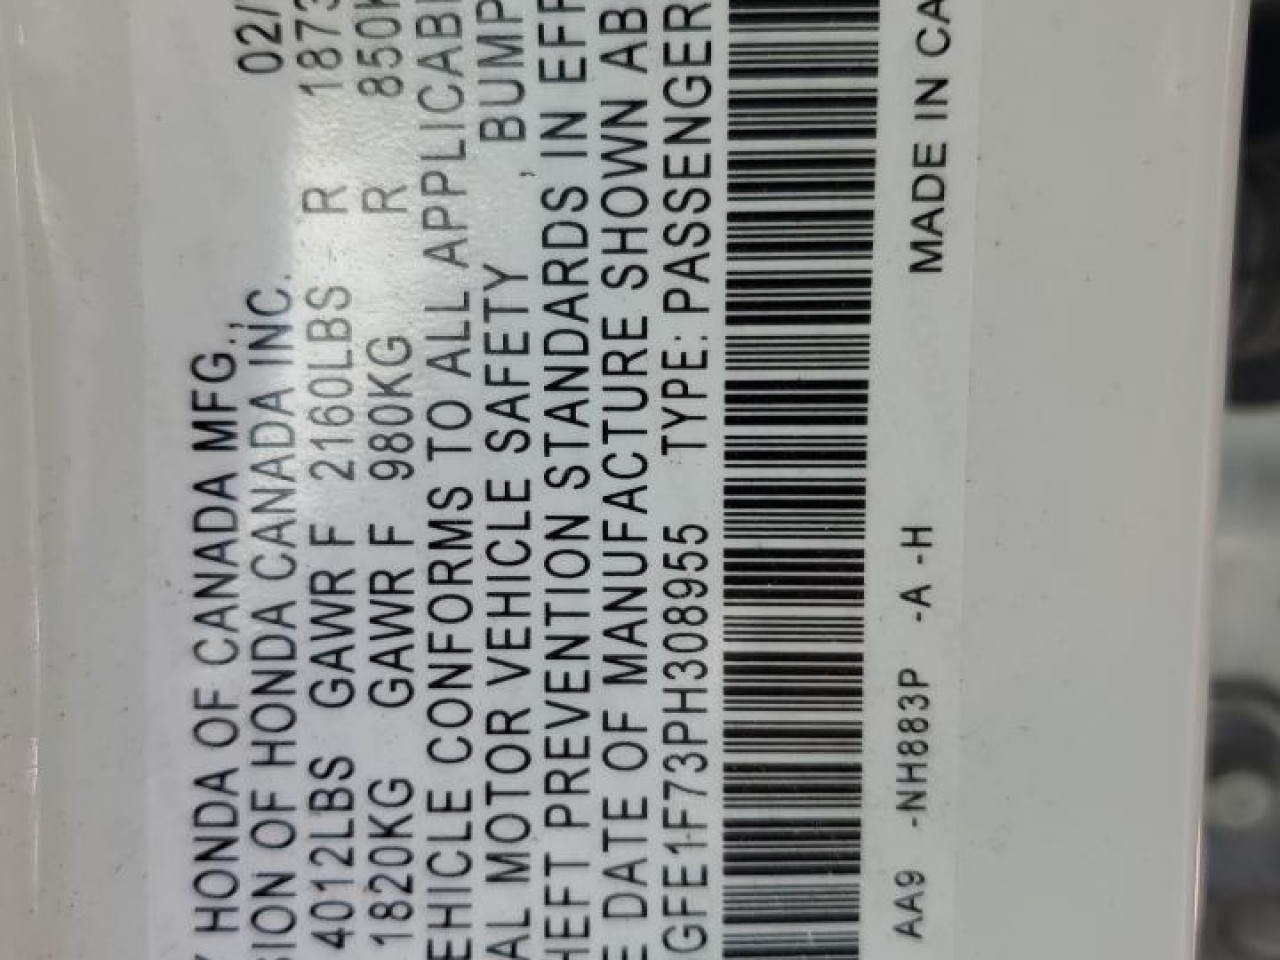 HONDA OF CANADA MFG., 02/
SION OF HONDA CANADA INC.
4012LBS GAWR F 2160LBS R 1873
1820KG GAWR F 980KG R 850K
EHICLE CONFORMS TO ALL APPLICABL
AL MOTOR VEHICLE SAFETY , BUMP
HEFT PREVENTION STANDARDS IN EFF
E DATE OF MANUFACTURE SHOWN AB
GFE1F73PH308955 TYPE: PASSENGER
AA9 -NH883P -A -H MADE IN CA